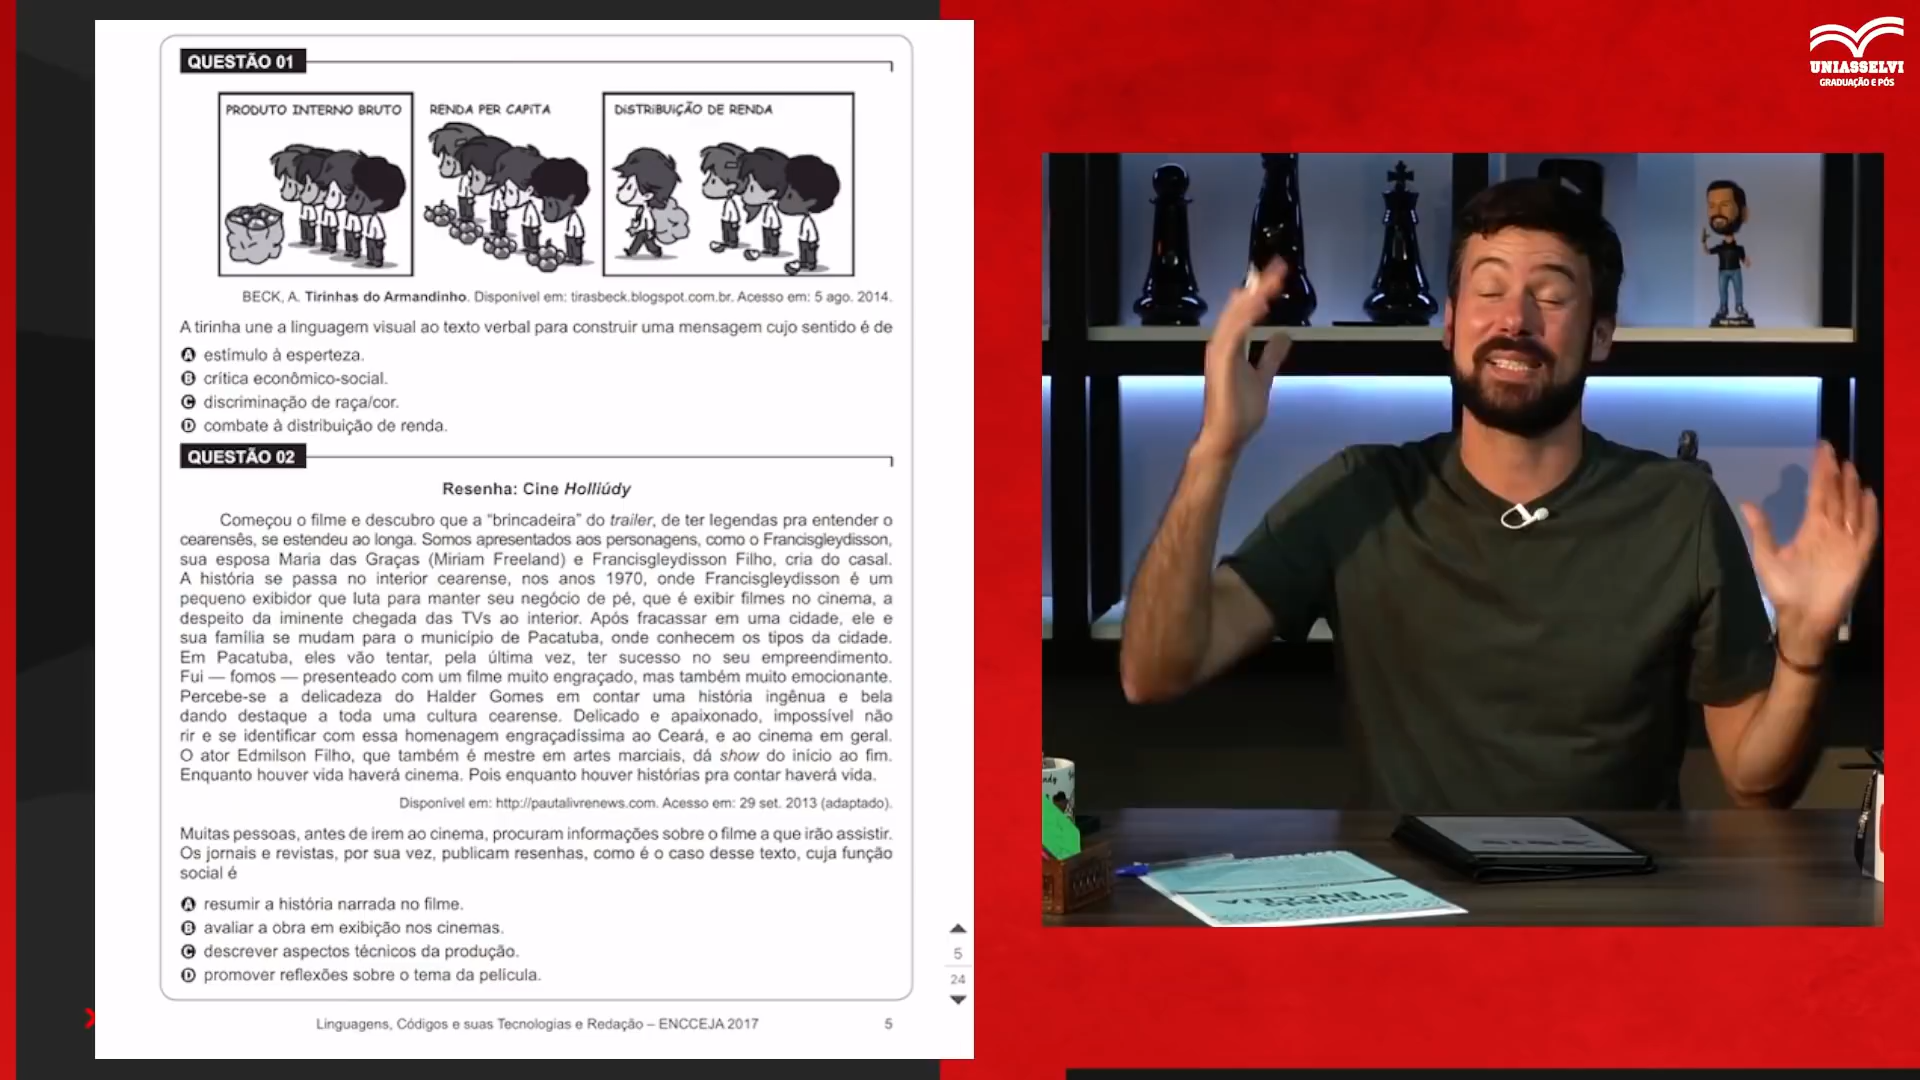 QUESTÃO 01
PRODUTO INTERNO BRUTO
RENDA PER CAPITA
DISTRIBUIÇÃO DE RENDA
BECK, A. Tirinhas do Armandinho. Disponível em: tirasbeck.blogspot.com.br. Acesso em: 5 ago. 2014.
A tirinha une a linguagem visual ao texto verbal para construir uma mensagem cujo sentido é de
A estímulo à esperteza.
B crítica econômico-social.
C discriminação de raça/cor.
D combate à distribuição de renda.
QUESTÃO 02
Resenha: Cine Holliúdy
Começou o filme e descubro que a “brincadeira” do trailer, de ter legendas pra entender o
cearensês, se estendeu ao longa. Somos apresentados aos personagens, como o Francisgleydisson,
sua esposa Maria das Graças (Miriam Freeland) e Francisgleydisson Filho, cria do casal.
A história se passa no interior cearense, nos anos 1970, onde Francisgleydisson é um
pequeno exibidor que luta para manter seu negócio de pé, que é exibir filmes no cinema, a
despeito da iminente chegada das TVs ao interior. Após fracassar em uma cidade, ele e
sua família se mudam para o município de Pacatuba, onde conhecem os tipos da cidade.
Em Pacatuba, eles vão tentar, pela última vez, ter sucesso no seu empreendimento.
Fui — fomos — presenteado com um filme muito engraçado, mas também muito emocionante.
Percebe-se a delicadeza do Halder Gomes em contar uma história ingênua e bela
dando destaque a toda uma cultura cearense. Delicado e apaixonado, impossível não
rir e se identificar com essa homenagem engraçadíssima ao Ceará, e ao cinema em geral.
O ator Edmilson Filho, que também é mestre em artes marciais, dá show do início ao fim.
Enquanto houver vida haverá cinema. Pois enquanto houver histórias pra contar haverá vida.
Disponível em: http://pautalivrenews.com. Acesso em: 29 set. 2013 (adaptado).
Muitas pessoas, antes de irem ao cinema, procuram informações sobre o filme a que irão assistir.
Os jornais e revistas, por sua vez, publicam resenhas, como é o caso desse texto, cuja função
social é
A resumir a história narrada no filme.
B avaliar a obra em exibição nos cinemas.
C descrever aspectos técnicos da produção.
D promover reflexões sobre o tema da película.
5
24
Linguagens, Códigos e suas Tecnologias e Redação – ENCCEJA 2017
5
UNIASSELVI
GRADUAÇÃO E PÓS
simulado
ENCCEJA